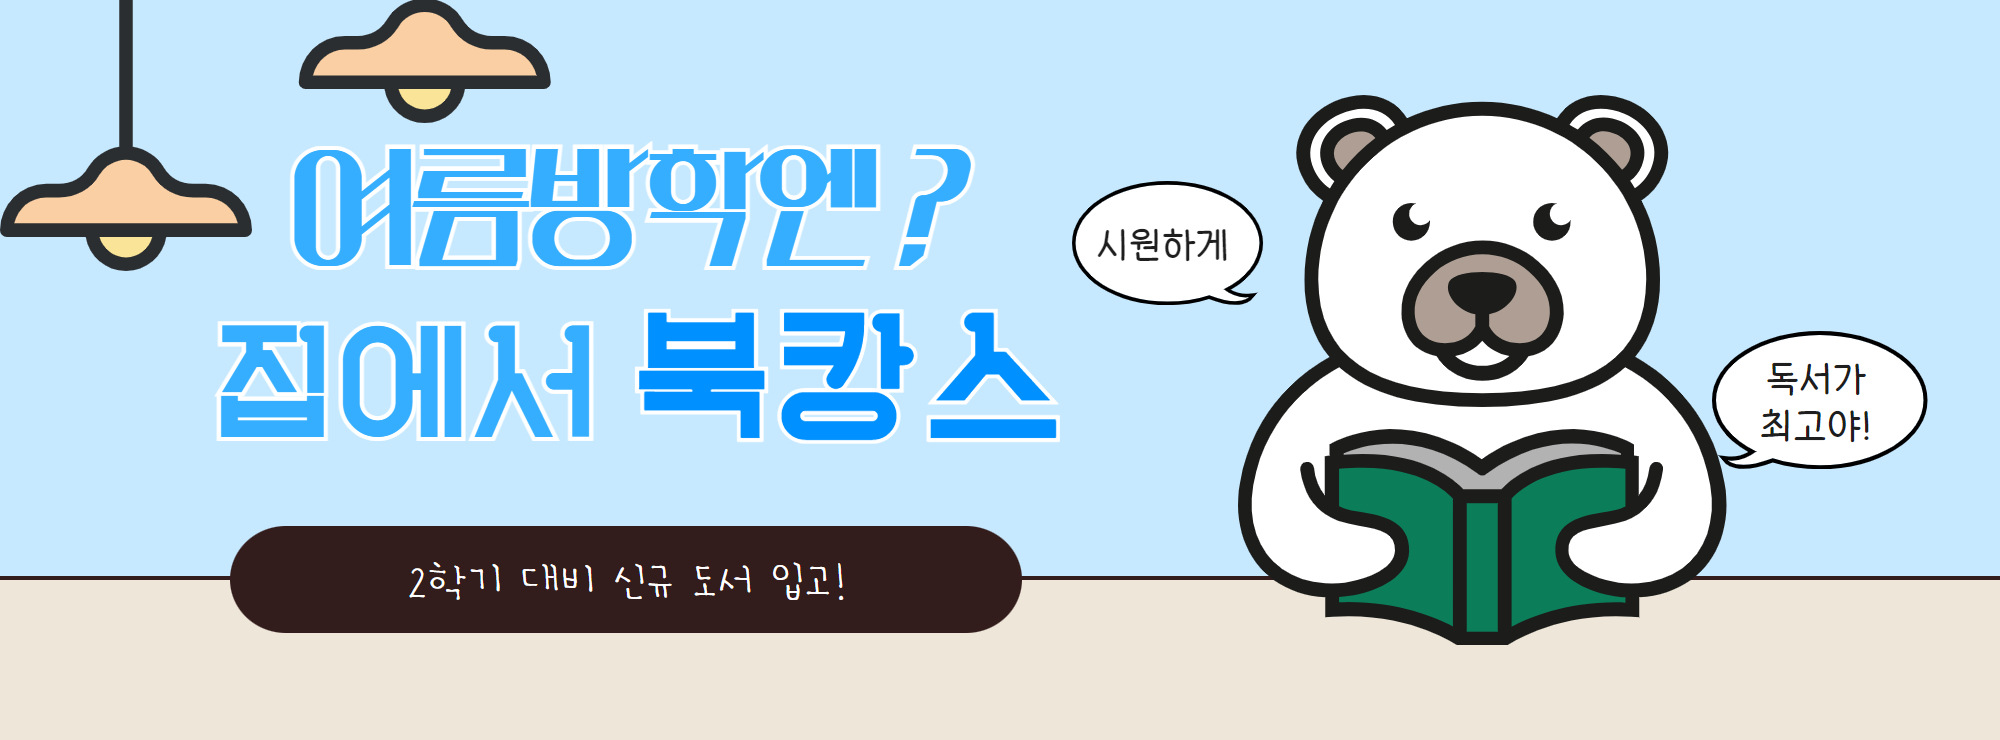 여름방학엔?
집에서 북캉스
시원하게
독서가
최고야!
2학기 대비 신규 도서 입고!